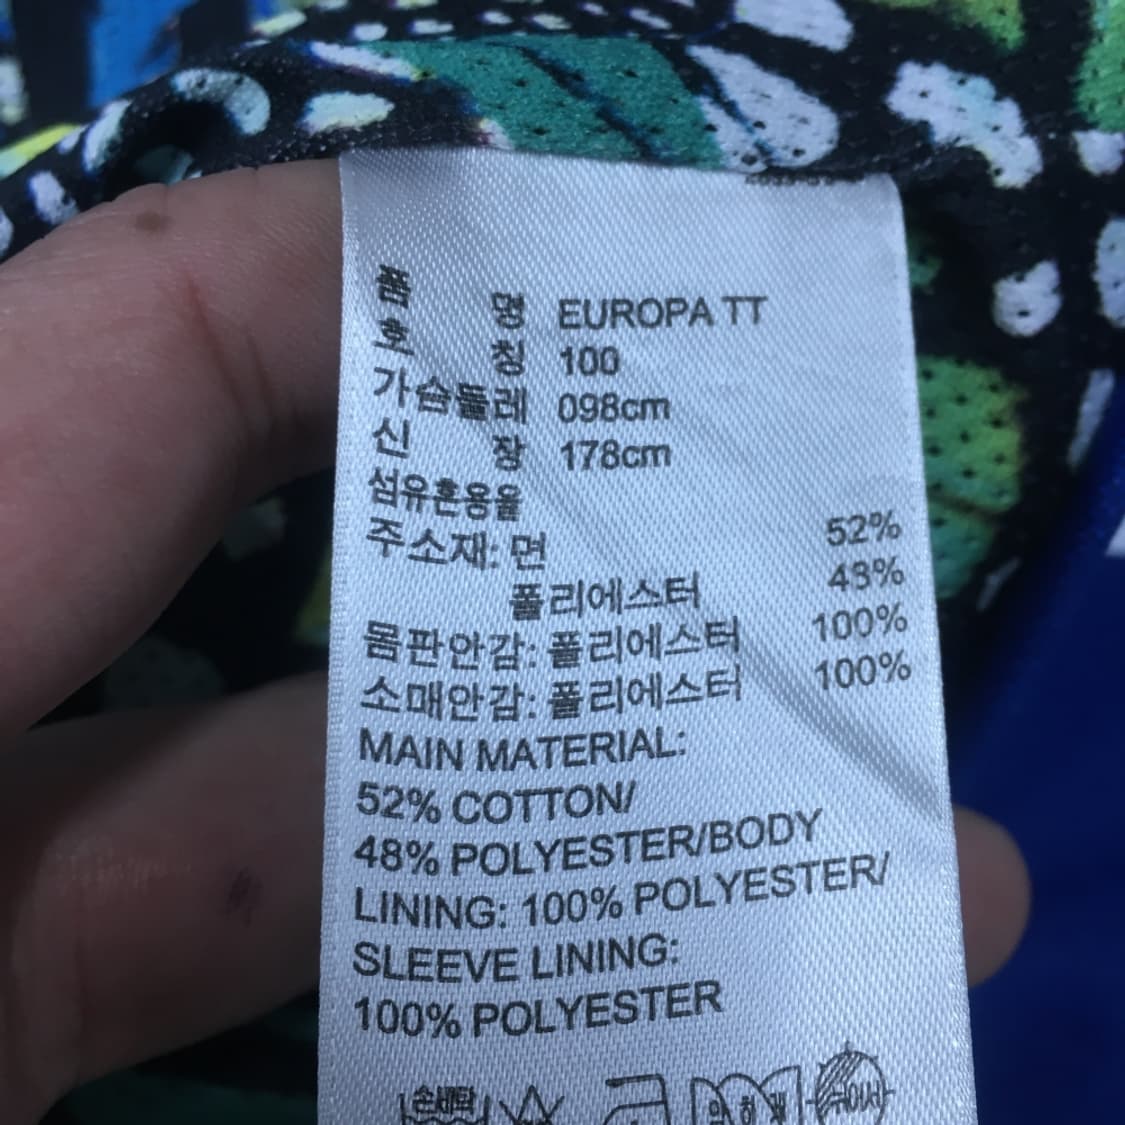 품 명 EUROPA TT
호 칭 100
가슴둘레 098cm
신 장 178cm
섬유혼용율
주소재: 면 52%
폴리에스터 48%
몸판안감: 폴리에스터 100%
소매안감: 폴리에스터 100%
MAIN MATERIAL:
52% COTTON/
48% POLYESTER/BODY
LINING: 100% POLYESTER/
SLEEVE LINING:
100% POLYESTER
손세탁